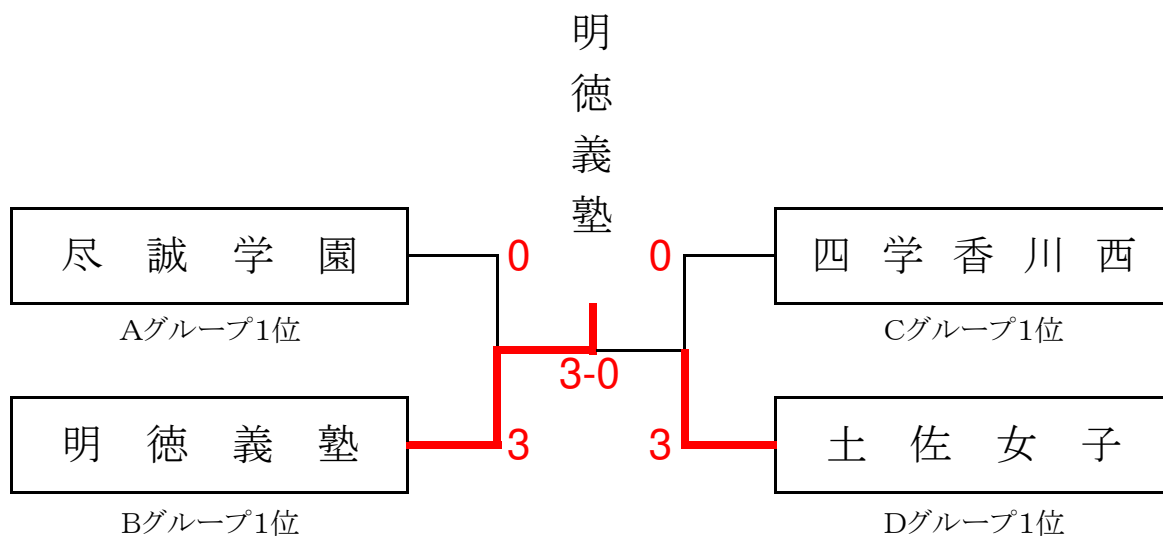 明徳義塾
尽誠学園
0
0
四学香川西
Aグループ1位
Cグループ1位
3-0
明徳義塾
3
3
土佐女子
Bグループ1位
Dグループ1位